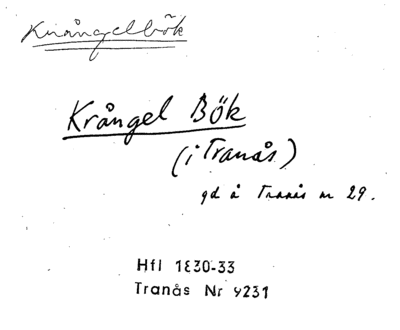 Krångelbök
Krångel Bök
(i Tranås)
gd å Tranås nr 29.
Hfl 1830-33
Tranås Nr 9231